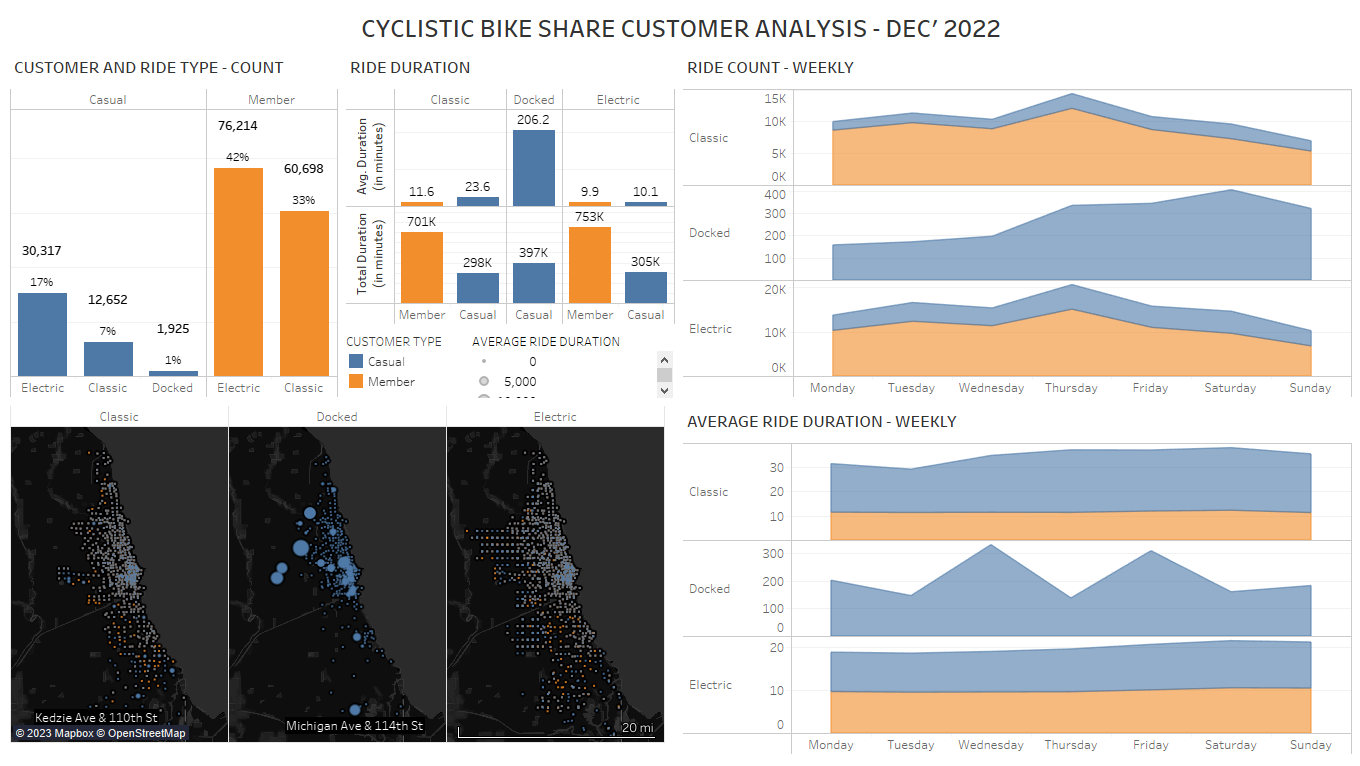 CYCLISTIC BIKE SHARE CUSTOMER ANALYSIS - DEC’ 2022
CUSTOMER AND RIDE TYPE - COUNT
Casual Member
76,214
42%
60,698
33%
30,317
17%
12,652
7%
1,925
1%
Electric Classic Docked Electric Classic
RIDE DURATION
Classic Docked Electric
Avg. Duration
(in minutes)
11.6 23.6 206.2 9.9 10.1
Total Duration
(in minutes)
701K 298K 397K 753K 305K
Member Casual Casual Member Casual
CUSTOMER TYPE
Casual
Member
AVERAGE RIDE DURATION
0
5,000
RIDE COUNT - WEEKLY
Classic
15K
10K
5K
0K
Docked
400
300
200
100
Electric
20K
10K
0K
Monday Tuesday Wednesday Thursday Friday Saturday Sunday
Classic Docked Electric
Kedzie Ave & 110th St
© 2023 Mapbox © OpenStreetMap
Michigan Ave & 114th St
20 mi
AVERAGE RIDE DURATION - WEEKLY
Classic
30
20
10
Docked
300
200
100
0
Electric
20
10
0
Monday Tuesday Wednesday Thursday Friday Saturday Sunday